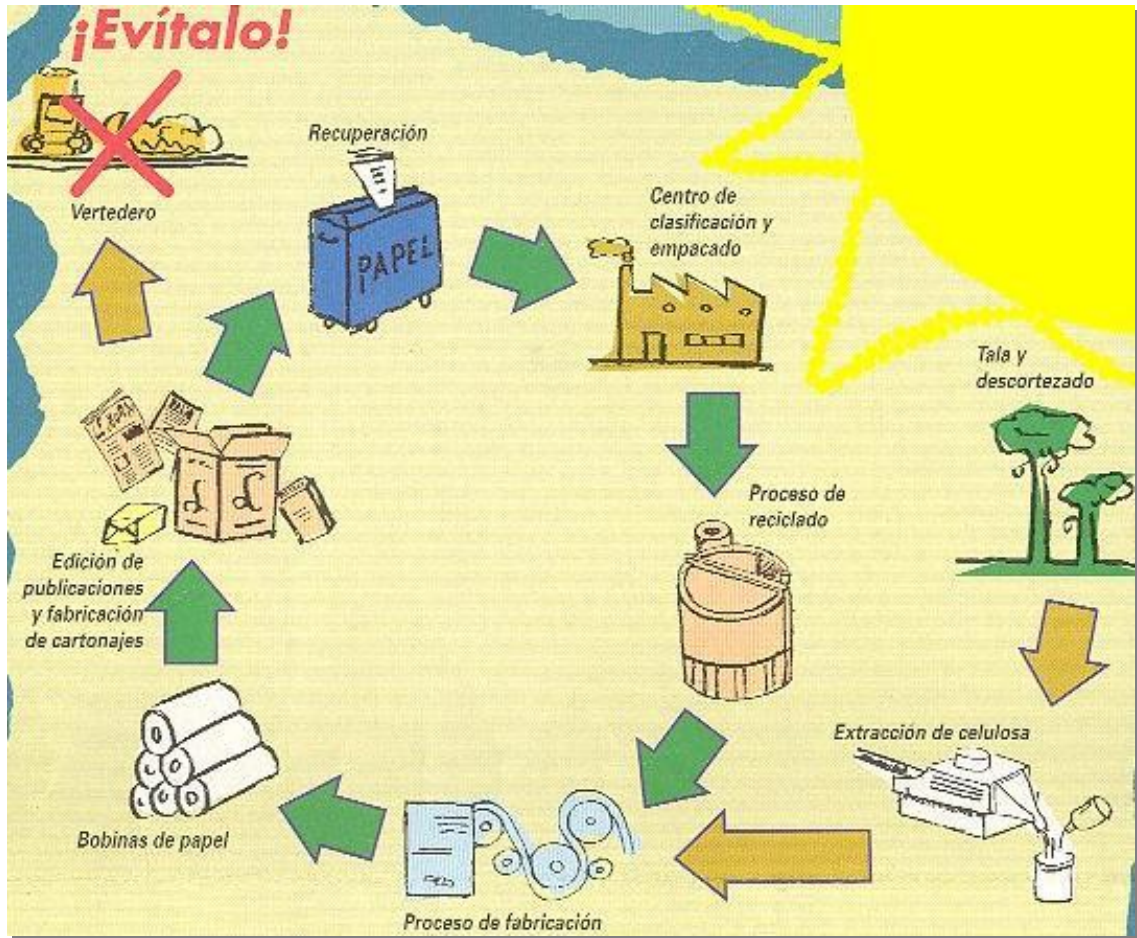 ¡Evítalo!
Vertedero
Recuperación
PAPEL
Centro de
clasificación y
empacado
Tala y
descortezado
Proceso de
reciclado
Edición de
publicaciones
y fabricación
de cartonajes
Extracción de celulosa
Bobinas de papel
Proceso de fabricación